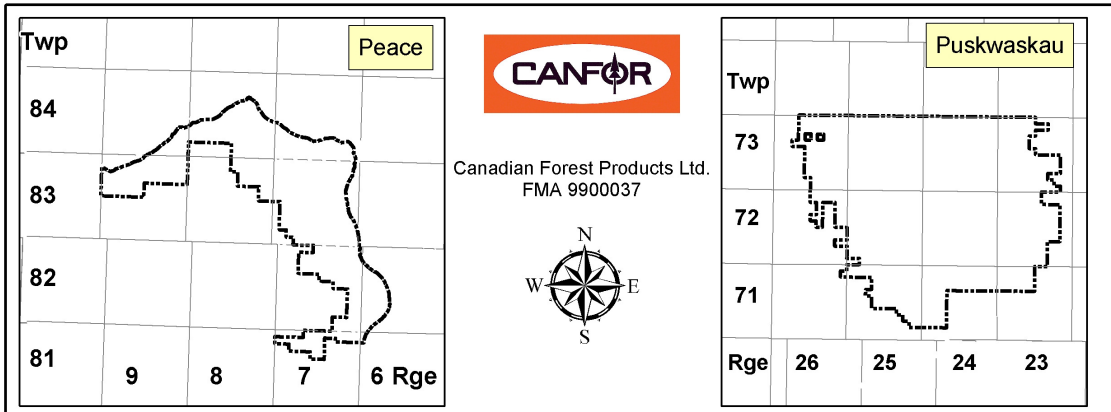 Twp
Peace
84
83
82
81
9 8 7 6 Rge
CANFOR
Canadian Forest Products Ltd.
FMA 9900037
N
W E
S
Puskwaskau
Twp
73
72
71
Rge 26 25 24 23